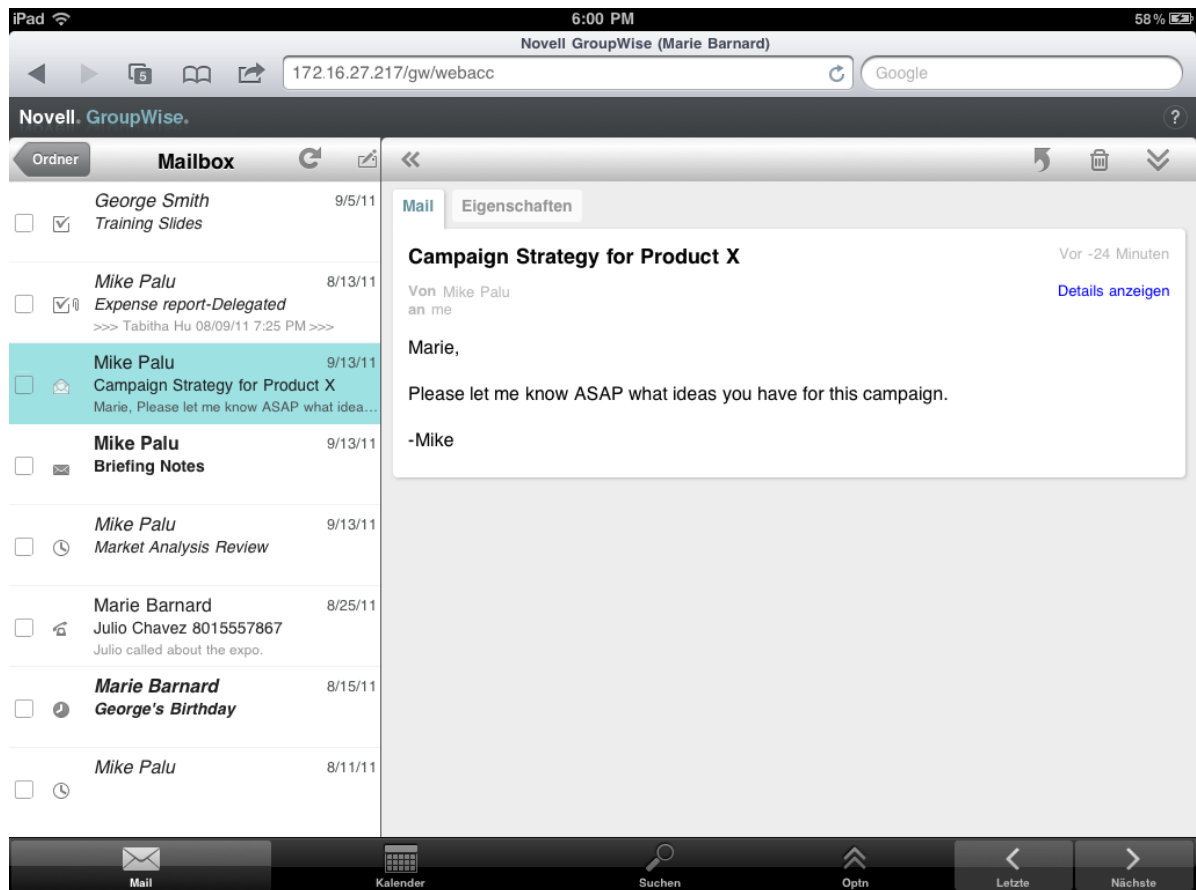 iPad 6:00 PM 58%
Novell GroupWise (Marie Barnard)
5 172.16.27.217/gw/webacc Google
Novell. GroupWise. ?
Ordner Mailbox
George Smith 9/5/11
Training Slides
Mike Palu 8/13/11
Expense report-Delegated
>>> Tabitha Hu 08/09/11 7:25 PM >>>
Mike Palu 9/13/11
Campaign Strategy for Product X
Marie, Please let me know ASAP what idea...
Mike Palu 9/13/11
Briefing Notes
Mike Palu 9/13/11
Market Analysis Review
Marie Barnard 8/25/11
Julio Chavez 8015557867
Julio called about the expo.
Marie Barnard 8/15/11
George's Birthday
Mike Palu 8/11/11
Mail Eigenschaften
Campaign Strategy for Product X Vor -24 Minuten
Von Mike Palu Details anzeigen
an me
Marie,
Please let me know ASAP what ideas you have for this campaign.
-Mike
Mail Kalender Suchen Optn Letzte Nächste